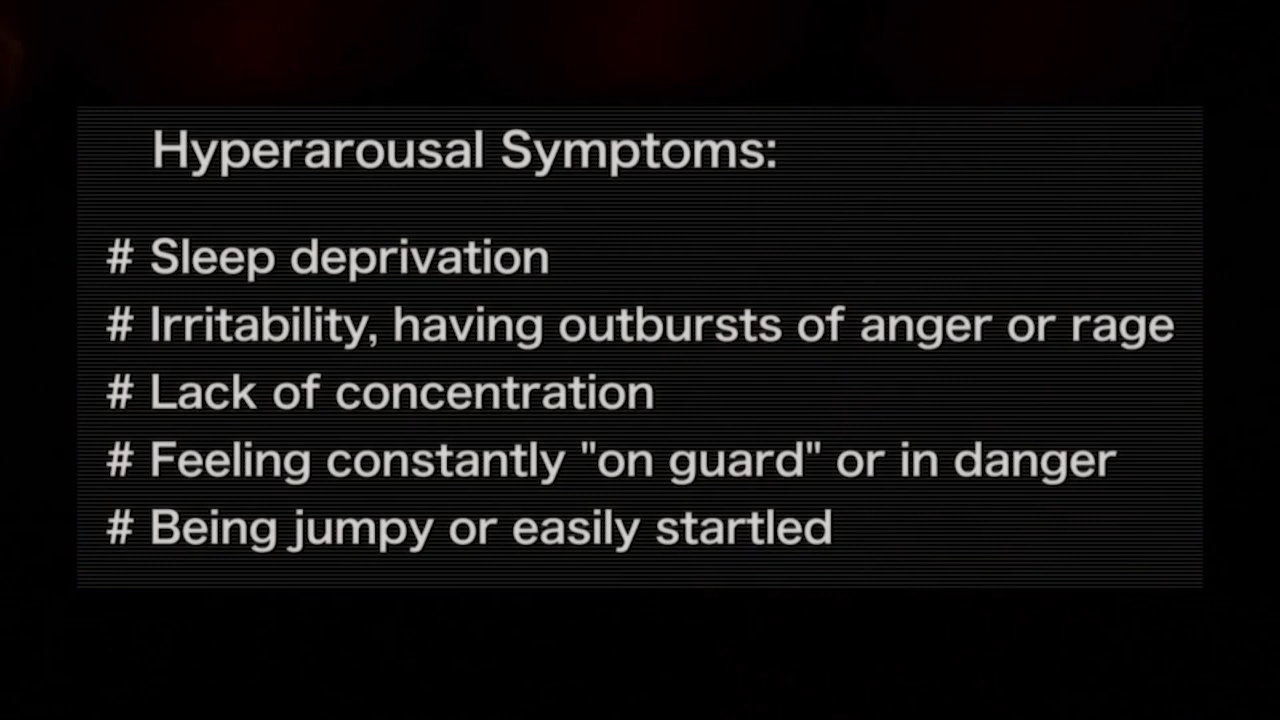 Hyperarousal Symptoms:
# Sleep deprivation
# Irritability, having outbursts of anger or rage
# Lack of concentration
# Feeling constantly "on guard" or in danger
# Being jumpy or easily startled